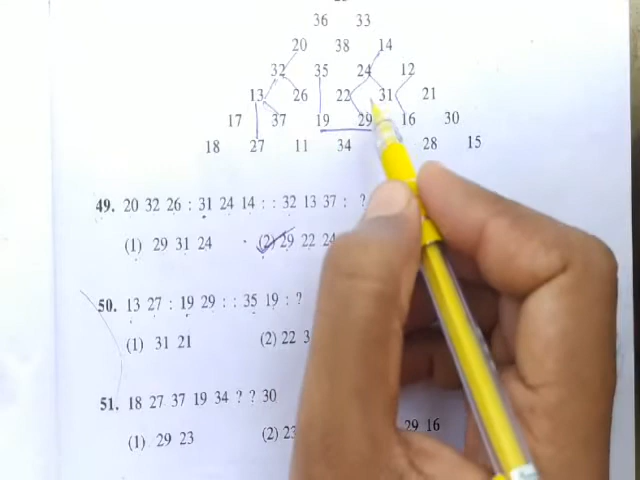 36 33
20 38 14
32 35 24 12
13 26 22 31 21
17 37 19 29 16 30
18 27 11 34 28 15
49. 20 32 26 : 31 24 14 : : 32 13 37 : ?
(1) 29 31 24 (2) 29 22 24
50. 13 27 : 19 29 : : 35 19 : ?
(1) 31 21 (2) 22
51. 18 27 37 19 34 ? ? 30
(1) 29 23 (2) 29 16